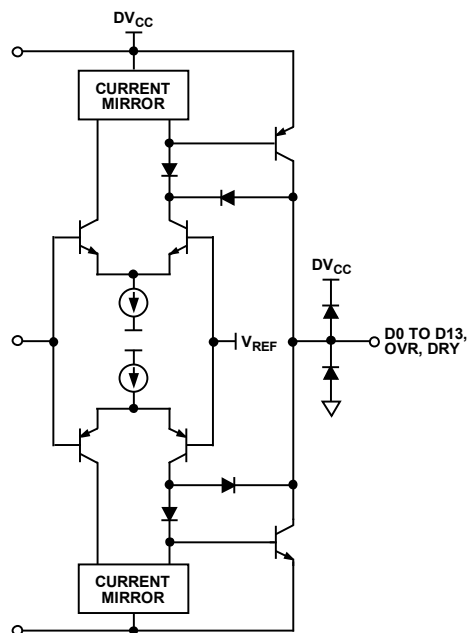 DVCC
CURRENT
MIRROR
DVCC
D0 TO D13,
OVR, DRY
VREF
CURRENT
MIRROR